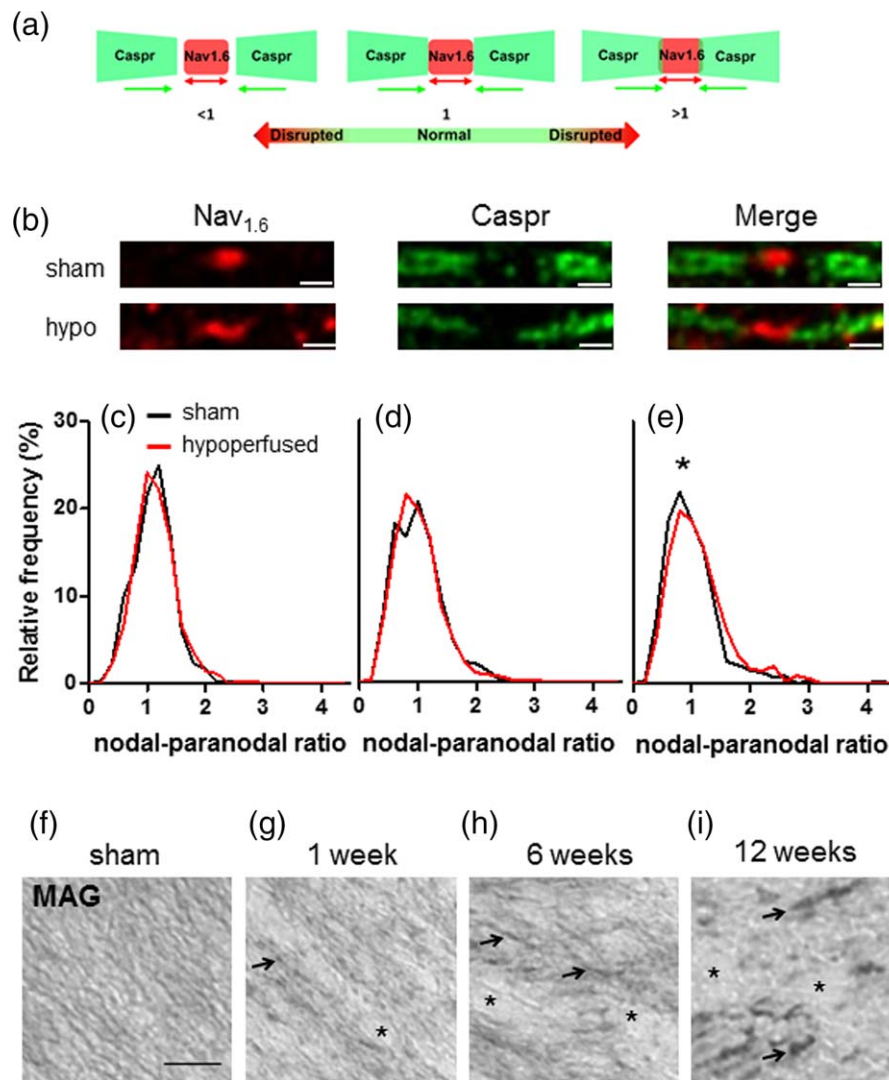 (a)
Caspr Nav1.6 Caspr Caspr Nav1.6 Caspr Caspr Nav1.6 Caspr
<1 1 >1
Disrupted Normal Disrupted
(b)
Nav1.6 Caspr Merge
sham
hypo
(c) (d) (e)
sham
hypoperfused
*
Relative frequency (%)
30
20
10
0
0 1 2 3 4 0 1 2 3 4 0 1 2 3 4
nodal-paranodal ratio nodal-paranodal ratio nodal-paranodal ratio
(f) (g) (h) (i)
sham 1 week 6 weeks 12 weeks
MAG
* * * * *